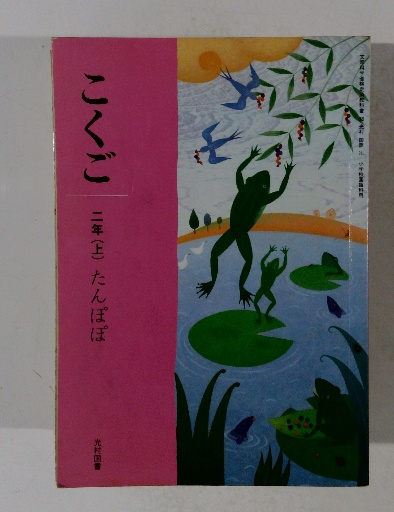 こくご
二年(上) たんぽぽ
光村図書